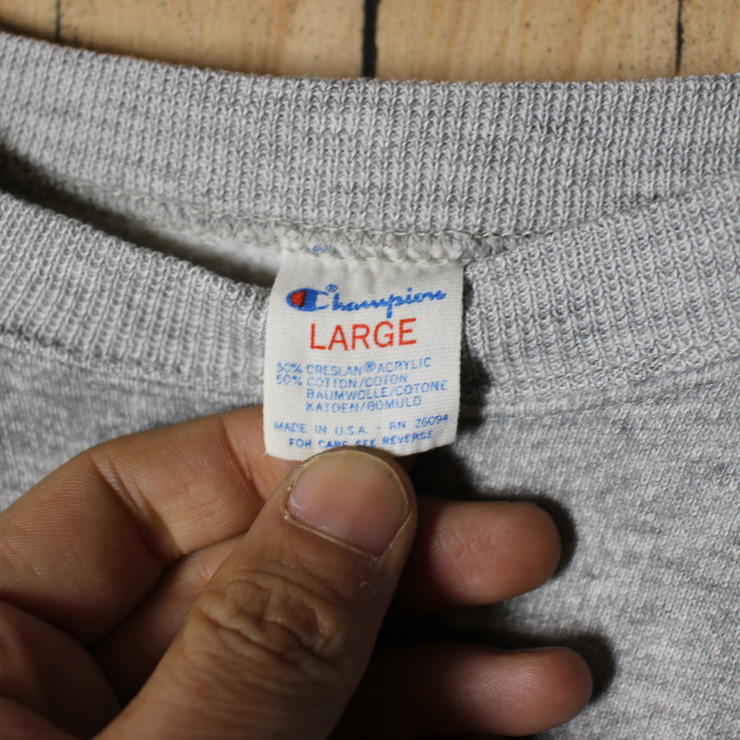 Champion®
LARGE
50% CRESLAN® ACRYLIC
50% COTTON/COTON
BAUMWOLLE/COTONE
KATOEN/BOMULD
MADE IN U.S.A. - RN 26094
FOR CARE SEE REVERSE